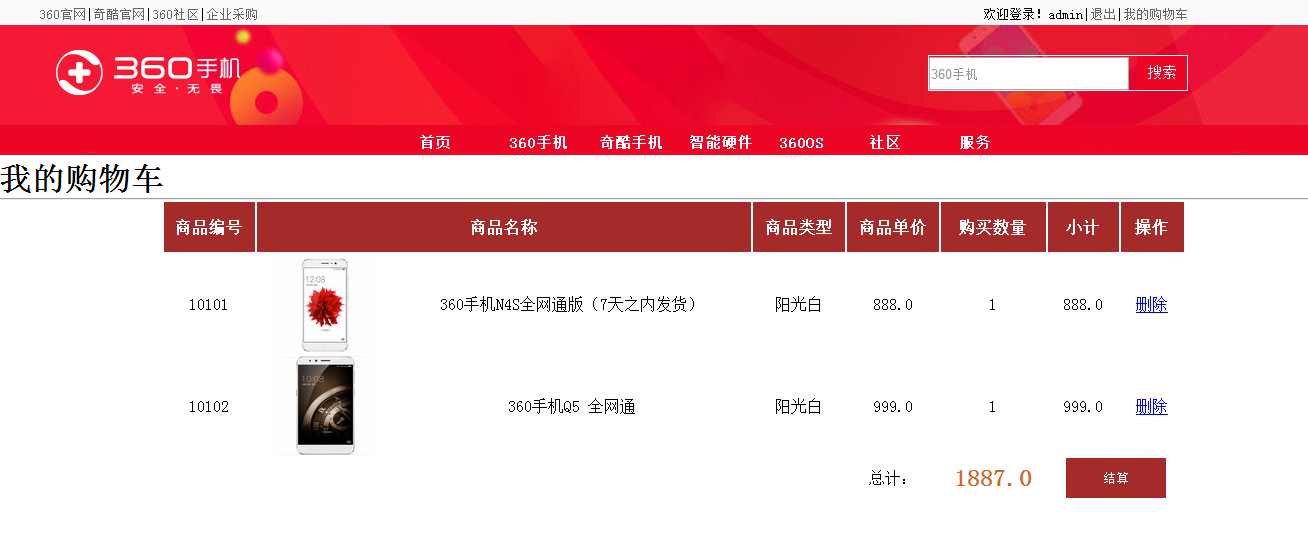 360官网|奇酷官网|360社区|企业采购 欢迎登录！admin|退出|我的购物车
360手机
安全·无畏
360手机 搜索
首页 360手机 奇酷手机 智能硬件 360OS 社区 服务
我的购物车
商品编号 商品名称 商品类型 商品单价 购买数量 小计 操作
12:08
10101 360手机N4S全网通版（7天之内发货） 阳光白 888.0 1 888.0 删除
10:08
10102 360手机Q5 全网通 阳光白 999.0 1 999.0 删除
总计： 1887.0 结算